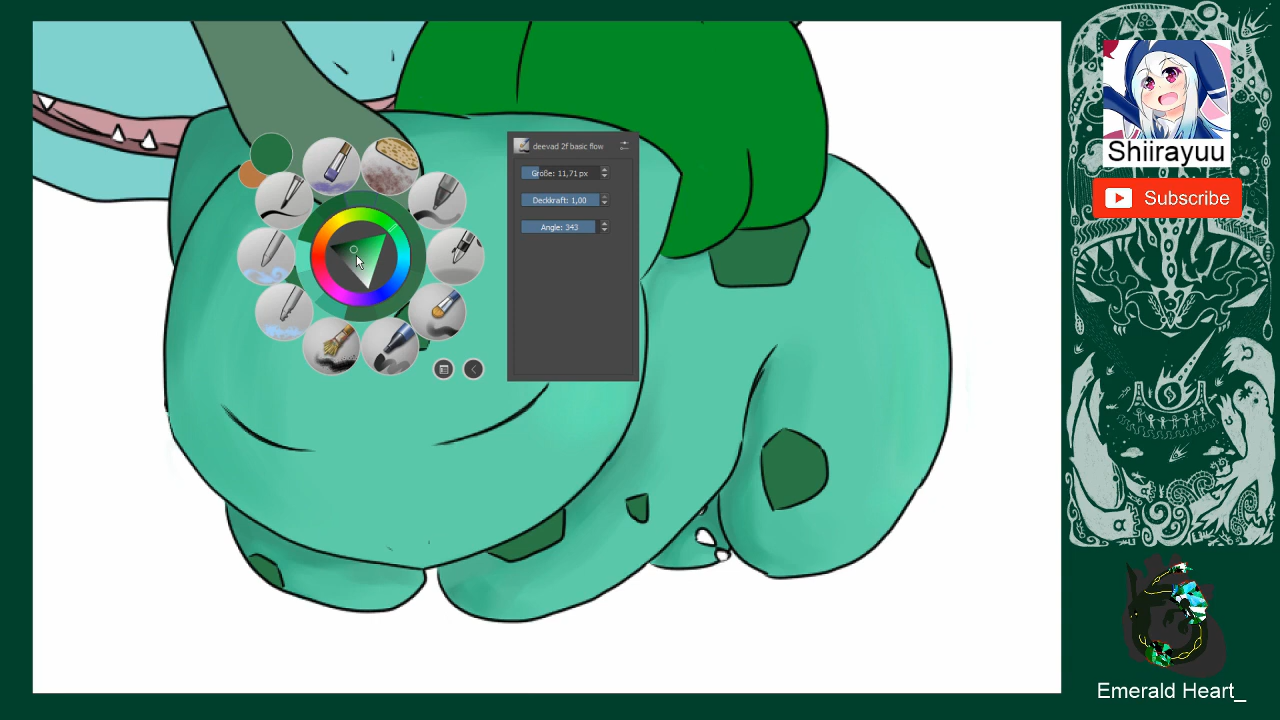 deevad 2f basic flow
Größe: 11,71 px
Deckkraft: 1,00
Angle: 343
Shiirayuu
Subscribe
Emerald Heart_